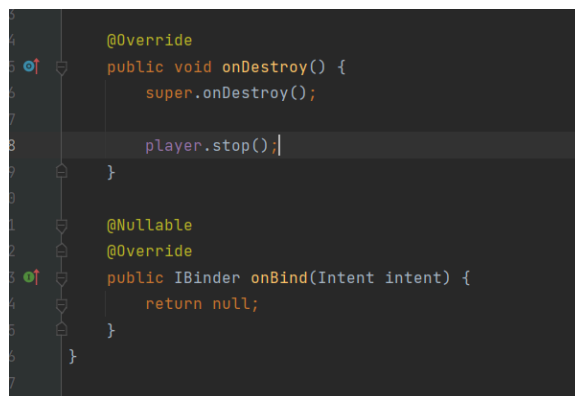 @Override
public void onDestroy() {
super.onDestroy();
player.stop();
}
@Nullable
@Override
public IBinder onBind(Intent intent) {
return null;
}
}